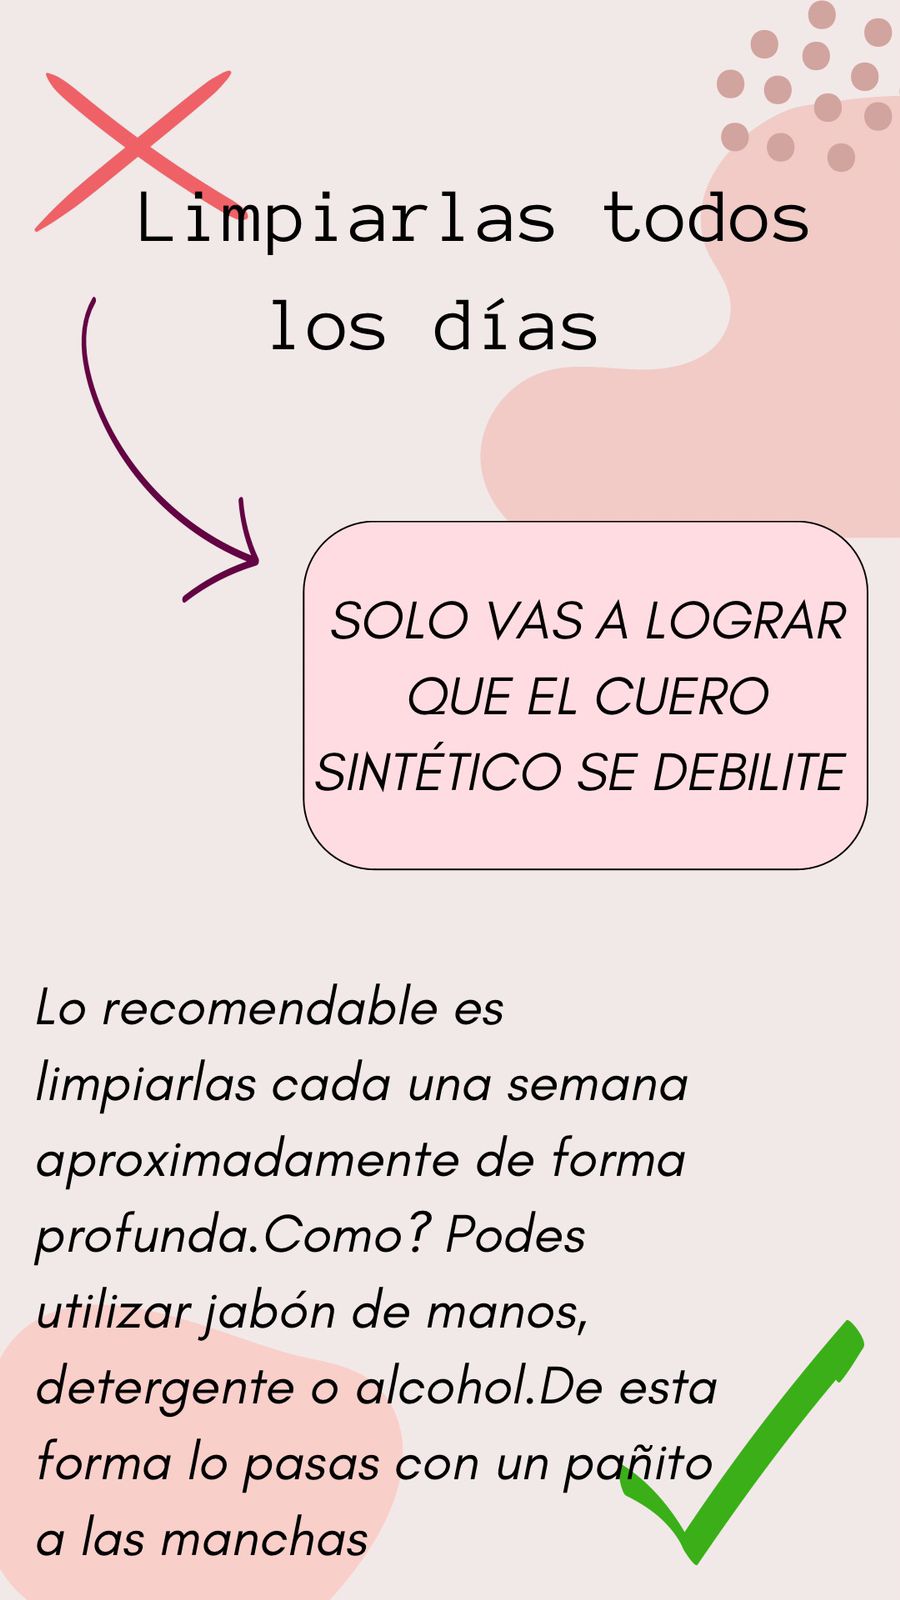 Limpiarlas todos
los días
SOLO VAS A LOGRAR
QUE EL CUERO
SINTÉTICO SE DEBILITE
Lo recomendable es
limpiarlas cada una semana
aproximadamente de forma
profunda.Como? Podes
utilizar jabón de manos,
detergente o alcohol.De esta
forma lo pasas con un pañito
a las manchas